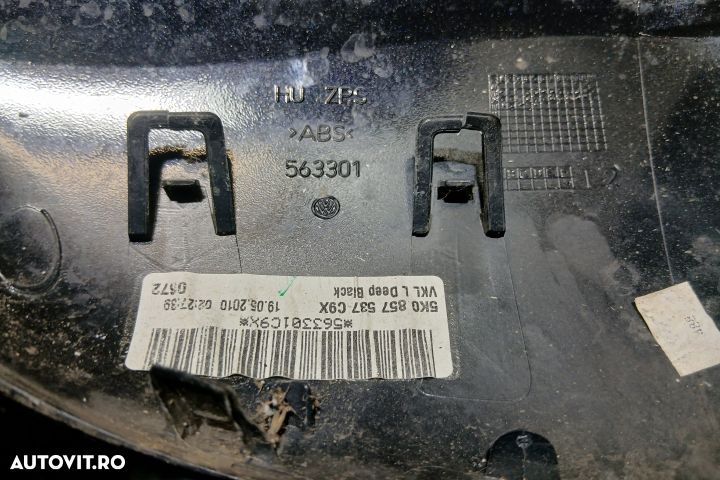 HU ZPS
>ABS<
563301
5K0 857 537 C9X
VKL L Deep Black
19.05.2010 02:27:39
0672
*563301C9X*
AUTOVIT.RO